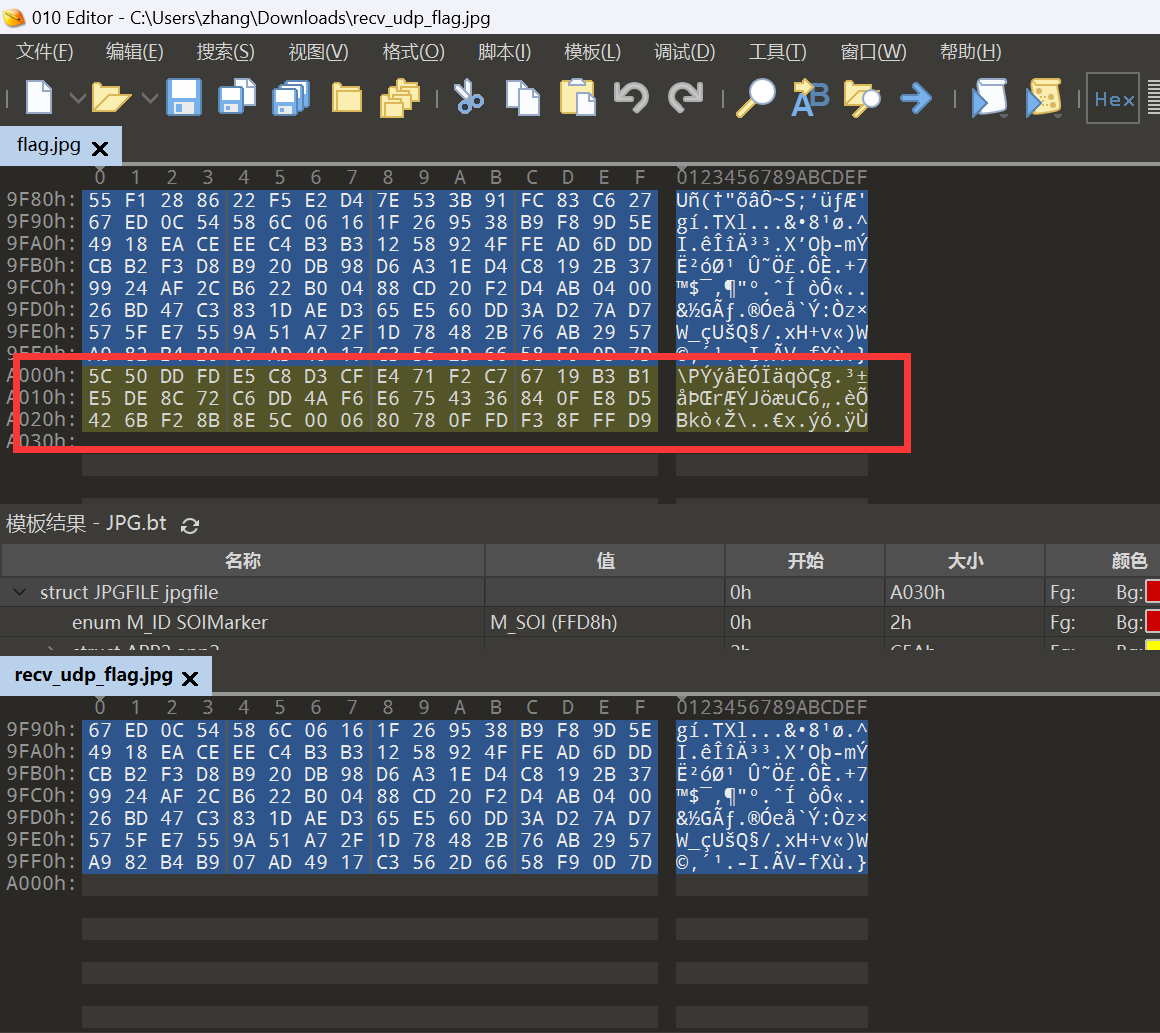 010 Editor - C:\Users\zhang\Downloads\recv_udp_flag.jpg
文件(F) 编辑(E) 搜索(S) 视图(V) 格式(O) 脚本(I) 模板(L) 调试(D) 工具(T) 窗口(W) 帮助(H)
Hex
flag.jpg
0 1 2 3 4 5 6 7 8 9 A B C D E F 0123456789ABCDEF
9F80h: 55 F1 28 86 22 F5 E2 D4 7E 53 3B 91 FC 83 C6 27 Uñ(†"õâÔ~S;‘üƒÆ'
9F90h: 67 ED 0C 54 58 6C 06 16 1F 26 95 38 B9 F8 9D 5E gí.TXl...&•8¹ø.^
9FA0h: 49 18 EA CE EE C4 B3 B3 12 58 92 4F FE AD 6D DD I.êÎîÄ³³.X’Oþ-mÝ
9FB0h: CB B2 F3 D8 B9 20 DB 98 D6 A3 1E D4 C8 19 2B 37 Ë²óØ¹ Û˜Ö£.ÔÈ.+7
9FC0h: 99 24 AF 2C B6 22 B0 04 88 CD 20 F2 D4 AB 04 00 ™$¯,¶"°.ˆÍ òÔ«..
9FD0h: 26 BD 47 C3 83 1D AE D3 65 E5 60 DD 3A D2 7A D7 &½GÃƒ.®Óeå`Ý:Òz×
9FE0h: 57 5F E7 55 9A 51 A7 2F 1D 78 48 2B 76 AB 29 57 W_çUšQ§/.xH+v«)W
9FF0h: A9 82 B4 B9 07 AD 49 17 C3 56 2D 66 58 F9 0D 7D ©‚´¹.-I.ÃV-fXù.}
A000h: 5C 50 DD FD E5 C8 D3 CF E4 71 F2 C7 67 19 B3 B1 \PÝýåÈÓÏäqòÇg.³±
A010h: E5 DE 8C 72 C6 DD 4A F6 E6 75 43 36 84 0F E8 D5 åÞŒrÆÝJöæuC6„.èÕ
A020h: 42 6B F2 8B 8E 5C 00 06 80 78 0F FD F3 8F FF D9 Bkò‹Ž\..€x.ýó.ÿÙ
A030h:
模板结果 - JPG.bt
名称 值 开始 大小 颜色
struct JPGFILE jpgfile 0h A030h Fg: Bg:
enum M_ID SOIMarker M_SOI (FFD8h) 0h 2h Fg: Bg:
recv_udp_flag.jpg
0 1 2 3 4 5 6 7 8 9 A B C D E F 0123456789ABCDEF
9F90h: 67 ED 0C 54 58 6C 06 16 1F 26 95 38 B9 F8 9D 5E gí.TXl...&•8¹ø.^
9FA0h: 49 18 EA CE EE C4 B3 B3 12 58 92 4F FE AD 6D DD I.êÎîÄ³³.X’Oþ-mÝ
9FB0h: CB B2 F3 D8 B9 20 DB 98 D6 A3 1E D4 C8 19 2B 37 Ë²óØ¹ Û˜Ö£.ÔÈ.+7
9FC0h: 99 24 AF 2C B6 22 B0 04 88 CD 20 F2 D4 AB 04 00 ™$¯,¶"°.ˆÍ òÔ«..
9FD0h: 26 BD 47 C3 83 1D AE D3 65 E5 60 DD 3A D2 7A D7 &½GÃƒ.®Óeå`Ý:Òz×
9FE0h: 57 5F E7 55 9A 51 A7 2F 1D 78 48 2B 76 AB 29 57 W_çUšQ§/.xH+v«)W
9FF0h: A9 82 B4 B9 07 AD 49 17 C3 56 2D 66 58 F9 0D 7D ©‚´¹.-I.ÃV-fXù.}
A000h: